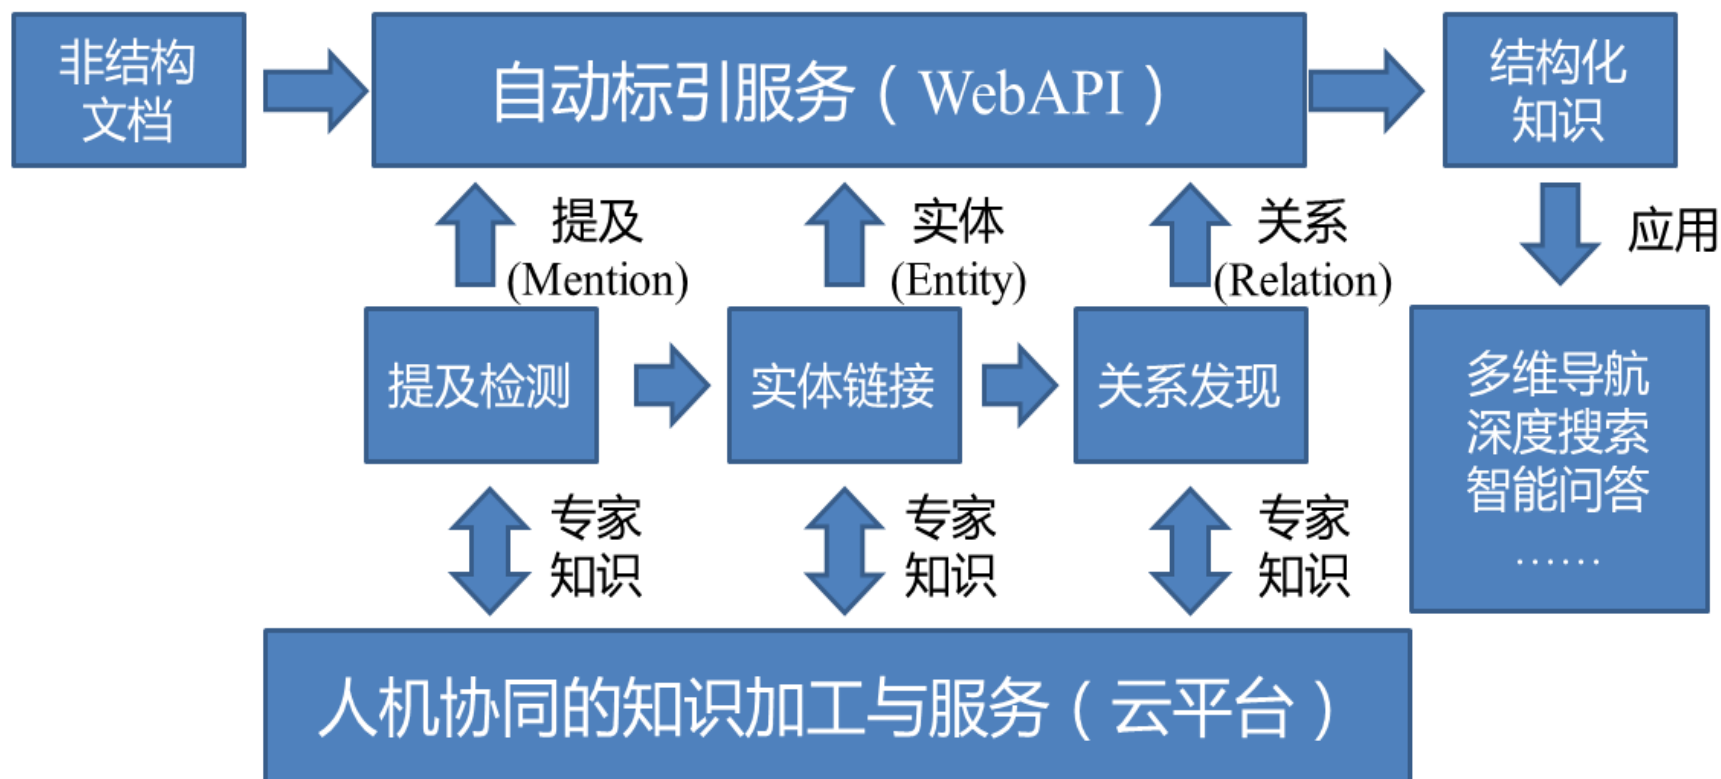 非结构
文档
自动标引服务（WebAPI）
结构化
知识
提及
(Mention)
实体
(Entity)
关系
(Relation)
应用
提及检测
实体链接
关系发现
多维导航
深度搜索
智能问答
……
专家
知识
专家
知识
专家
知识
人机协同的知识加工与服务（云平台）